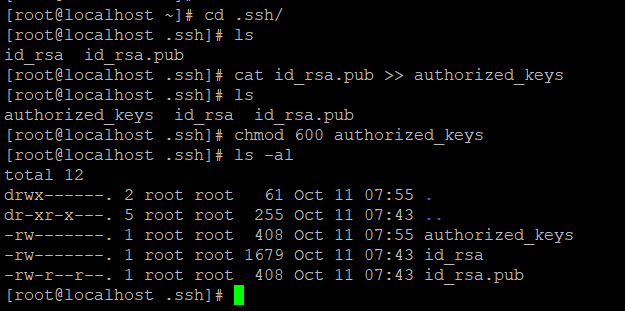 [root@localhost ~]# cd .ssh/
[root@localhost .ssh]# ls
id_rsa  id_rsa.pub
[root@localhost .ssh]# cat id_rsa.pub >> authorized_keys
[root@localhost .ssh]# ls
authorized_keys  id_rsa  id_rsa.pub
[root@localhost .ssh]# chmod 600 authorized_keys
[root@localhost .ssh]# ls -al
total 12
drwx------. 2 root root   61 Oct 11 07:55 .
dr-xr-x---. 5 root root  255 Oct 11 07:43 ..
-rw-------. 1 root root  408 Oct 11 07:55 authorized_keys
-rw-------. 1 root root 1679 Oct 11 07:43 id_rsa
-rw-r--r--. 1 root root  408 Oct 11 07:43 id_rsa.pub
[root@localhost .ssh]#